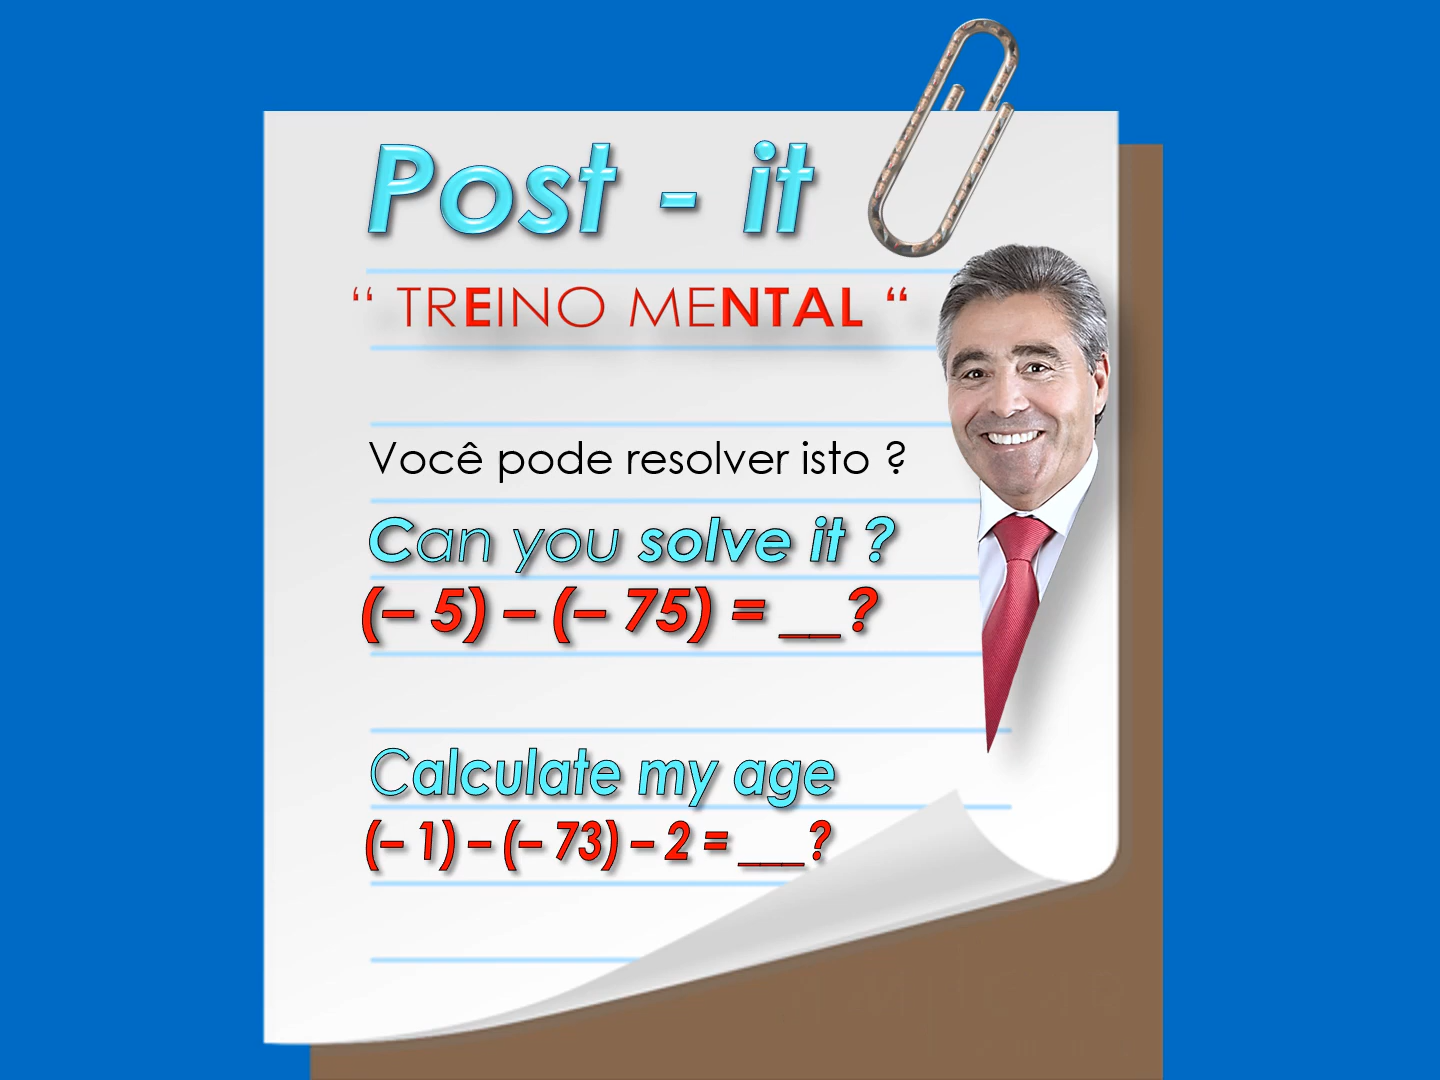 Post - it
“ TREINO MENTAL “
Você pode resolver isto ?
Can you solve it ?
(– 5) – (– 75) = __?
Calculate my age
(– 1) – (– 73) – 2 = ___?